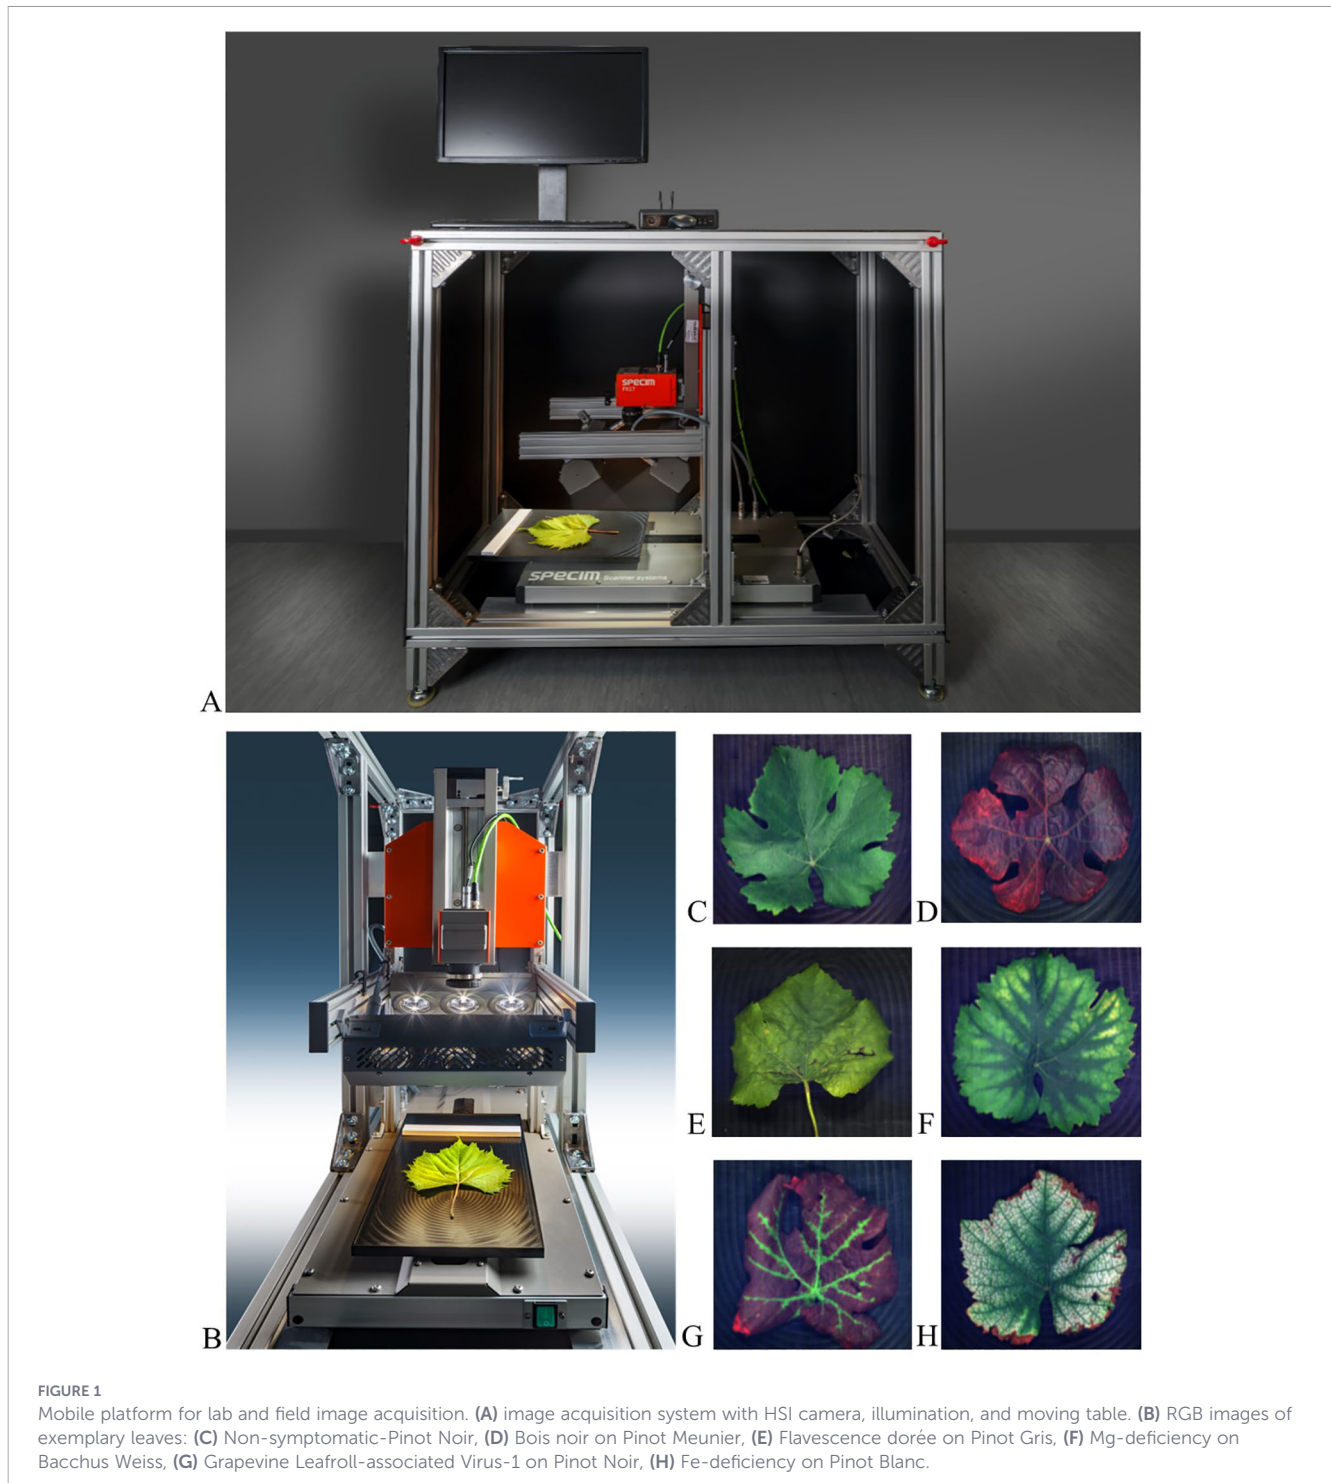 SPECIM
FX17
SPECIM Scanner systems
A
B
C
D
E
F
G
H
FIGURE 1
Mobile platform for lab and field image acquisition. (A) image acquisition system with HSI camera, illumination, and moving table. (B) RGB images of
exemplary leaves: (C) Non-symptomatic-Pinot Noir, (D) Bois noir on Pinot Meunier, (E) Flavescence dorée on Pinot Gris, (F) Mg-deficiency on
Bacchus Weiss, (G) Grapevine Leafroll-associated Virus-1 on Pinot Noir, (H) Fe-deficiency on Pinot Blanc.